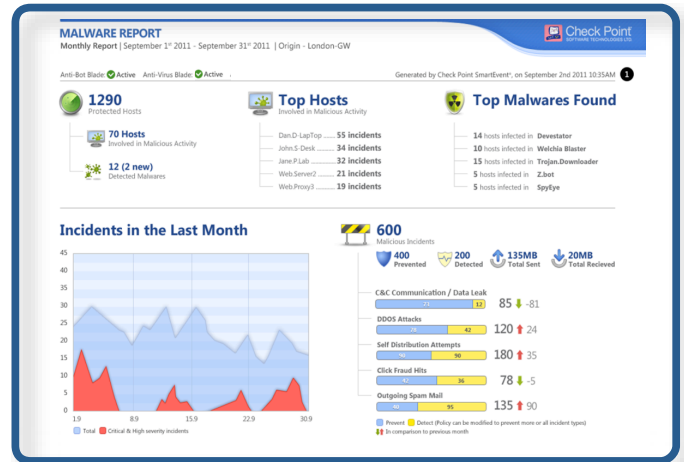 MALWARE REPORT
Monthly Report | September 1st 2011 - September 31st 2011 | Origin - London-GW
Check Point
SOFTWARE TECHNOLOGIES LTD.
Anti-Bot Blade: Active Anti-Virus Blade: Active .
Generated by Check Point SmartEvent®, on September 2nd 2011 10:35AM 1
1290
Protected Hosts
70 Hosts
Involved in Malicious Activity
12 (2 new)
Detected Malwares
Top Hosts
Involved in Malicious Activity
Dan.D-LapTop 55 incidents
John.S-Desk 34 incidents
Jane.P.Lab 32 incidents
Web.Server2 21 incidents
Web.Proxy3 19 incidents
Top Malwares Found
14 hosts infected in Devestator
10 hosts infected in Welchia Blaster
15 hosts infected in Trojan.Downloader
5 hosts infected in Z.bot
5 hosts infected in SpyEye
Incidents in the Last Month
45
40
35
30
25
20
15
10
5
0
1.9 8.9 15.9 22.9 30.9
Total Critical & High severity incidents
600
Malicious Incidents
400 Prevented
200 Detected
135MB Total Sent
20MB Total Recieved
C&C Communication / Data Leak
12 85 -81
DDOS Attacks
78 42 120 24
Self Distribution Attempts
90 90 180 35
Click Fraud Hits
42 36 78 -5
Outgoing Spam Mail
40 95 135 90
Prevent Detect (Policy can be modified to prevent more or all incident types)
In comparison to previous month